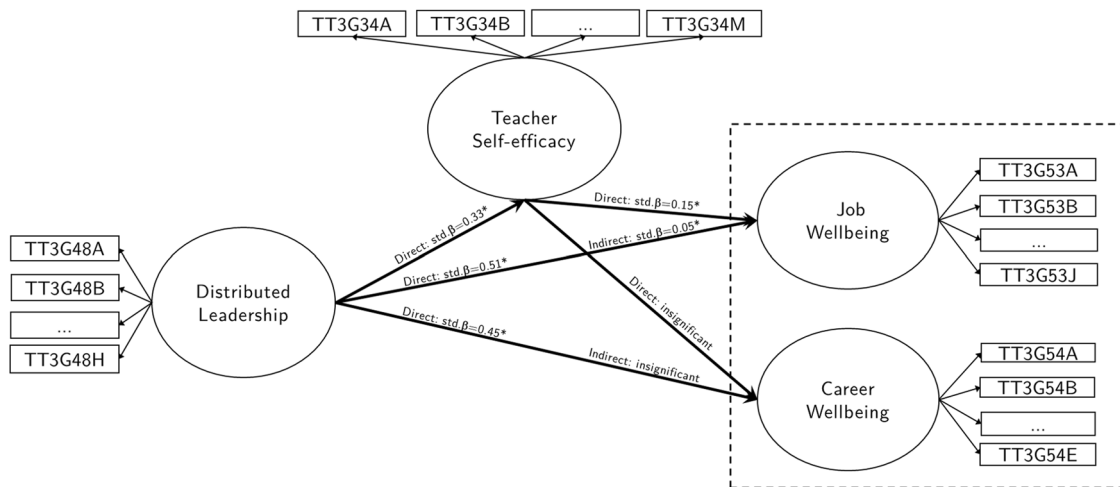 TT3G34A
TT3G34B
...
TT3G34M
Teacher
Self-efficacy
TT3G48A
TT3G48B
...
TT3G48H
Distributed
Leadership
Direct: std.β=0.33*
Direct: std.β=0.15*
Direct: std.β=0.51*
Indirect: std.β=0.05*
Direct: insignificant
Direct: std.β=0.45*
Indirect: insignificant
Job
Wellbeing
TT3G53A
TT3G53B
...
TT3G53J
Career
Wellbeing
TT3G54A
TT3G54B
...
TT3G54E